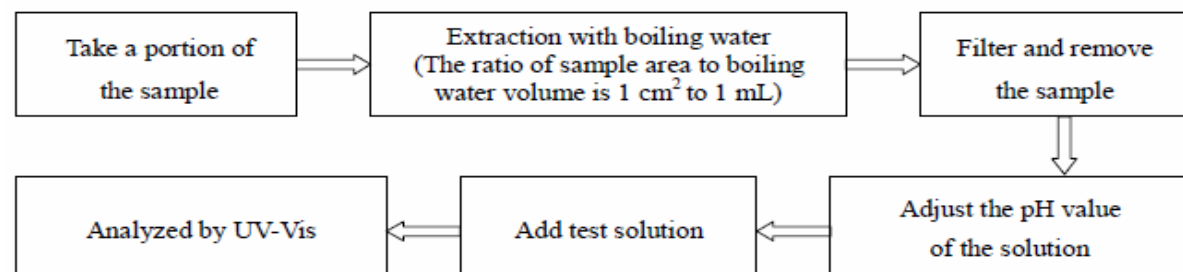 Take a portion of
the sample
Extraction with boiling water
(The ratio of sample area to boiling
water volume is 1 cm² to 1 mL)
Filter and remove
the sample
Adjust the pH value
of the solution
Add test solution
Analyzed by UV-Vis